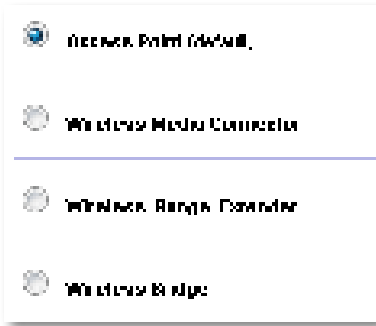 Access Point (default)
Wireless Media Connector
Wireless Range Extender
Wireless Bridge